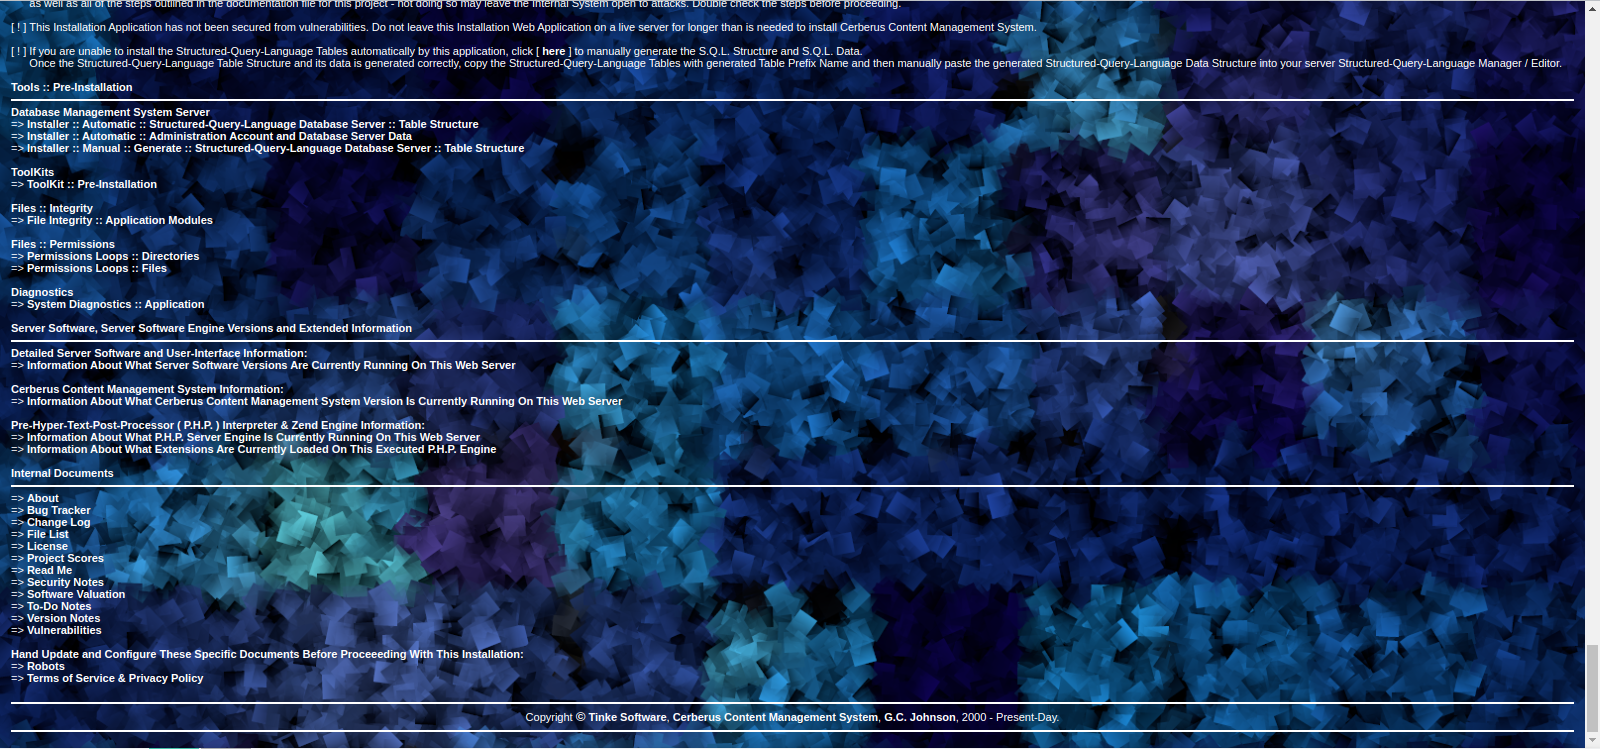 as well as all of the steps outlined in the documentation file for this project - not doing so may leave the Internal System open to attacks. Double check the steps before proceeding.
[ ! ] This Installation Application has not been secured from vulnerabilities. Do not leave this Installation Web Application on a live server for longer than is needed to install Cerberus Content Management System.
[ ! ] If you are unable to install the Structured-Query-Language Tables automatically by this application, click [ here ] to manually generate the S.Q.L. Structure and S.Q.L. Data.
Once the Structured-Query-Language Table Structure and its data is generated correctly, copy the Structured-Query-Language Tables with generated Table Prefix Name and then manually paste the generated Structured-Query-Language Data Structure into your server Structured-Query-Language Manager / Editor.
Tools :: Pre-Installation
Database Management System Server
=> Installer :: Automatic :: Structured-Query-Language Database Server :: Table Structure
=> Installer :: Automatic :: Administration Account and Database Server Data
=> Installer :: Manual :: Generate :: Structured-Query-Language Database Server :: Table Structure
ToolKits
=> ToolKit :: Pre-Installation
Files :: Integrity
=> File Integrity :: Application Modules
Files :: Permissions
=> Permissions Loops :: Directories
=> Permissions Loops :: Files
Diagnostics
=> System Diagnostics :: Application
Server Software, Server Software Engine Versions and Extended Information
Detailed Server Software and User-Interface Information:
=> Information About What Server Software Versions Are Currently Running On This Web Server
Cerberus Content Management System Information:
=> Information About What Cerberus Content Management System Version Is Currently Running On This Web Server
Pre-Hyper-Text-Post-Processor ( P.H.P. ) Interpreter & Zend Engine Information:
=> Information About What P.H.P. Server Engine Is Currently Running On This Web Server
=> Information About What Extensions Are Currently Loaded On This Executed P.H.P. Engine
Internal Documents
=> About
=> Bug Tracker
=> Change Log
=> File List
=> License
=> Project Scores
=> Read Me
=> Security Notes
=> Software Valuation
=> To-Do Notes
=> Version Notes
=> Vulnerabilities
Hand Update and Configure These Specific Documents Before Proceeeding With This Installation:
=> Robots
=> Terms of Service & Privacy Policy
Copyright © Tinke Software, Cerberus Content Management System, G.C. Johnson, 2000 - Present-Day.